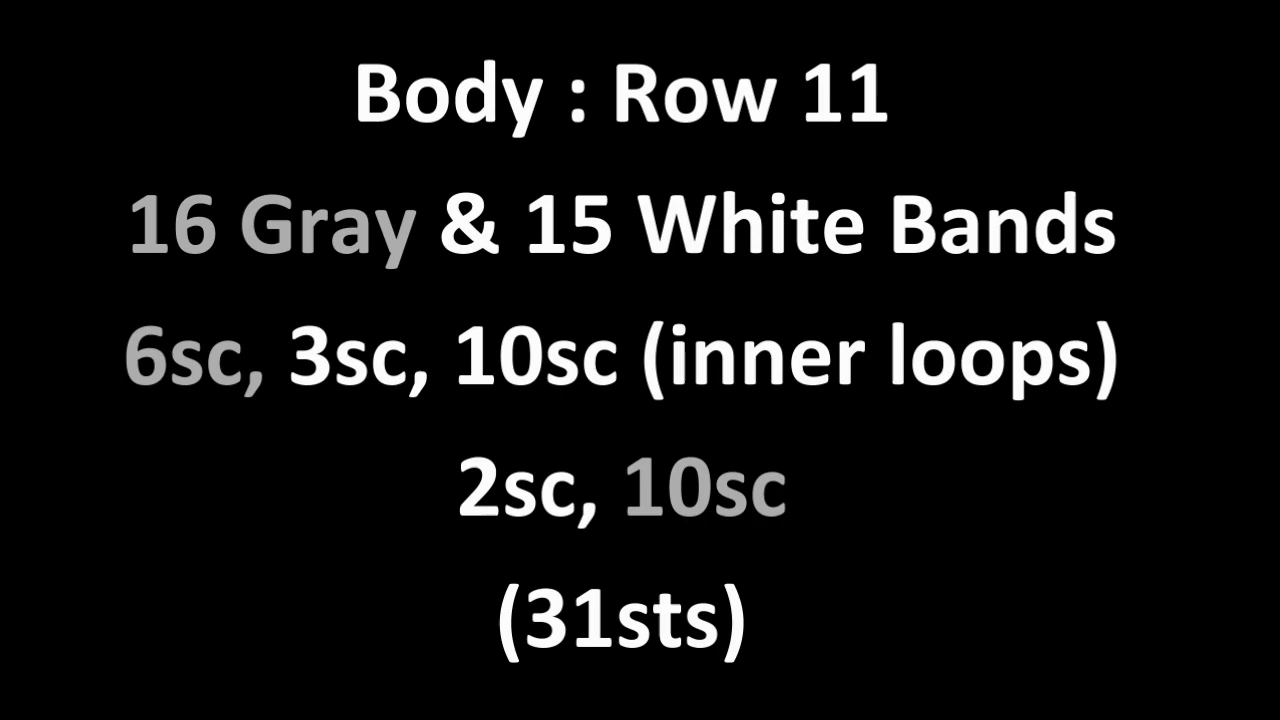 Body : Row 11
16 Gray & 15 White Bands
6sc, 3sc, 10sc (inner loops)
2sc, 10sc
(31sts)